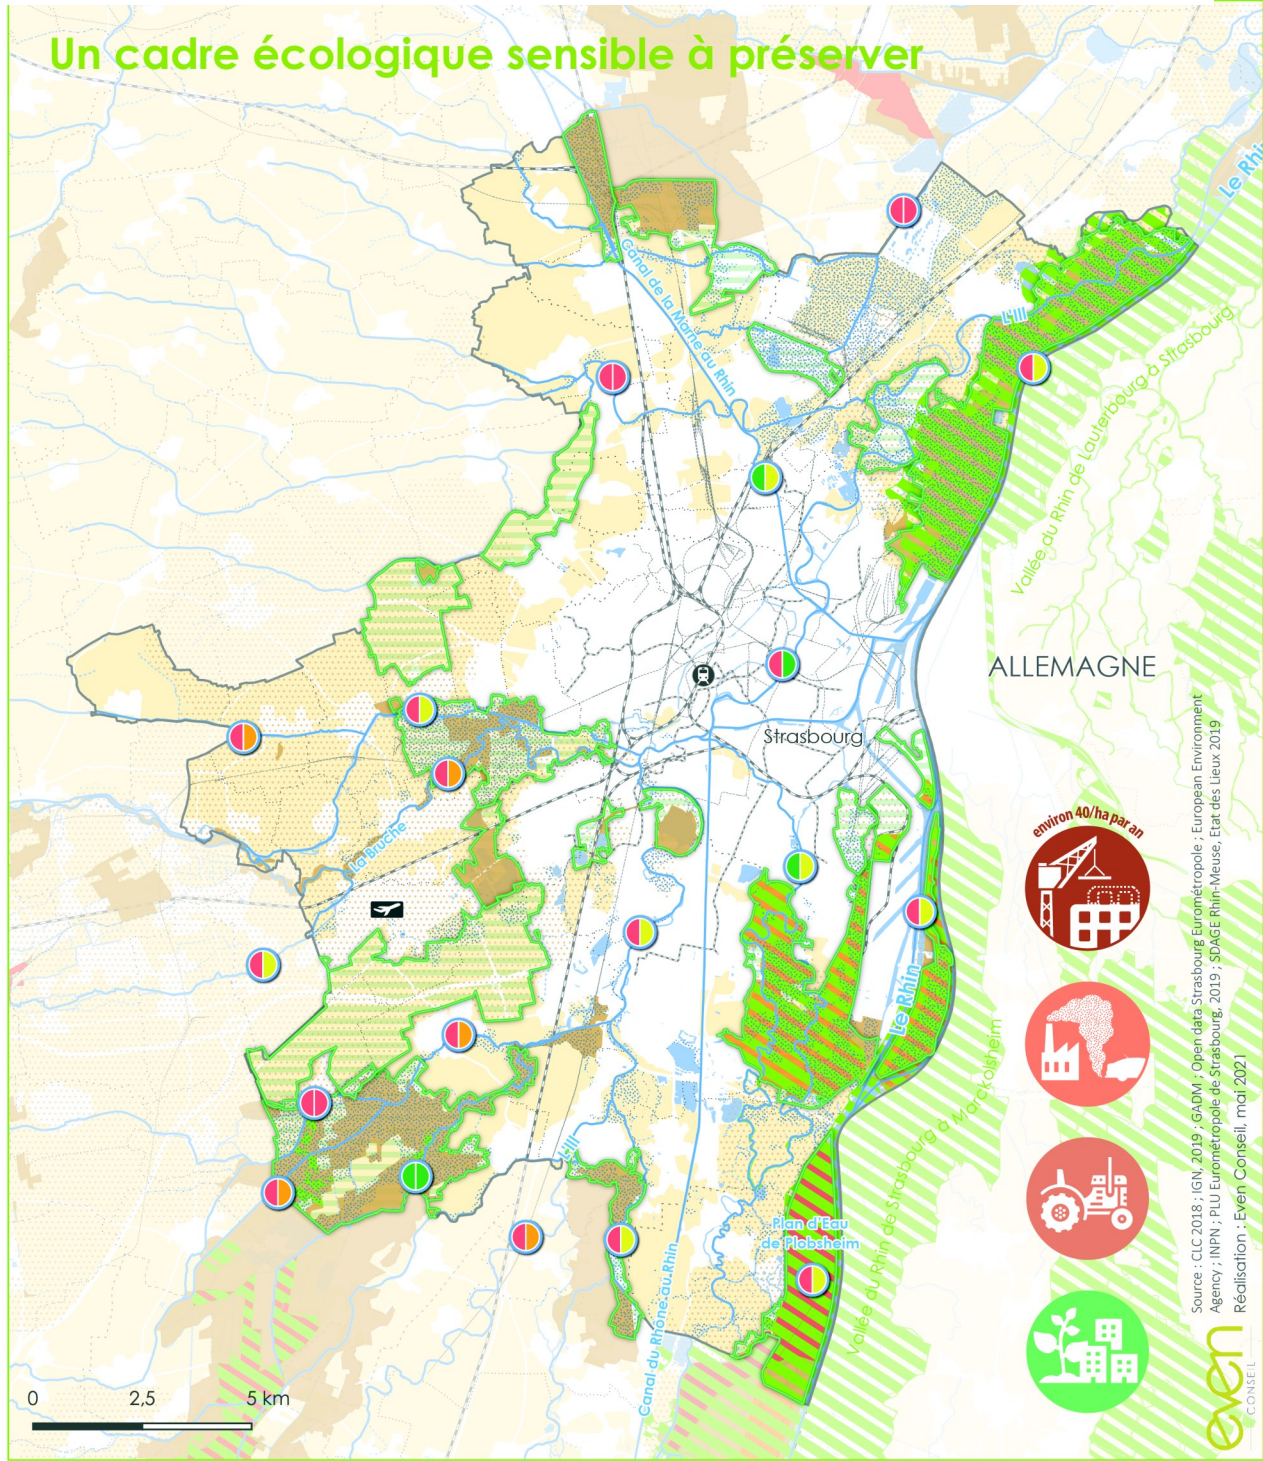 Un cadre écologique sensible à préserver
Le Rhin
Canal de la Marne au Rhin
L'Ill
Vallée du Rhin de Lauterbourg à Strasbourg
ALLEMAGNE
Strasbourg
La Bruche
environ 40/ha par an
Le Rhin
L'Ill
Plan d'Eau
de Plobsheim
Canal du Rhone au Rhin
Vallée du Rhin de Strasbourg à Marckolsheim
0 2,5 5 km
Source : CLC 2018 ; IGN, 2019 ; GADM ; Open data Strasbourg Eurométropole ; European Environment
Agency ; INPN ; PLU Eurométropole de Strasbourg, 2019 ; SDAGE Rhin-Meuse, Etat des Lieux 2019
Réalisation : Even Conseil, mai 2021
even
CONSEIL